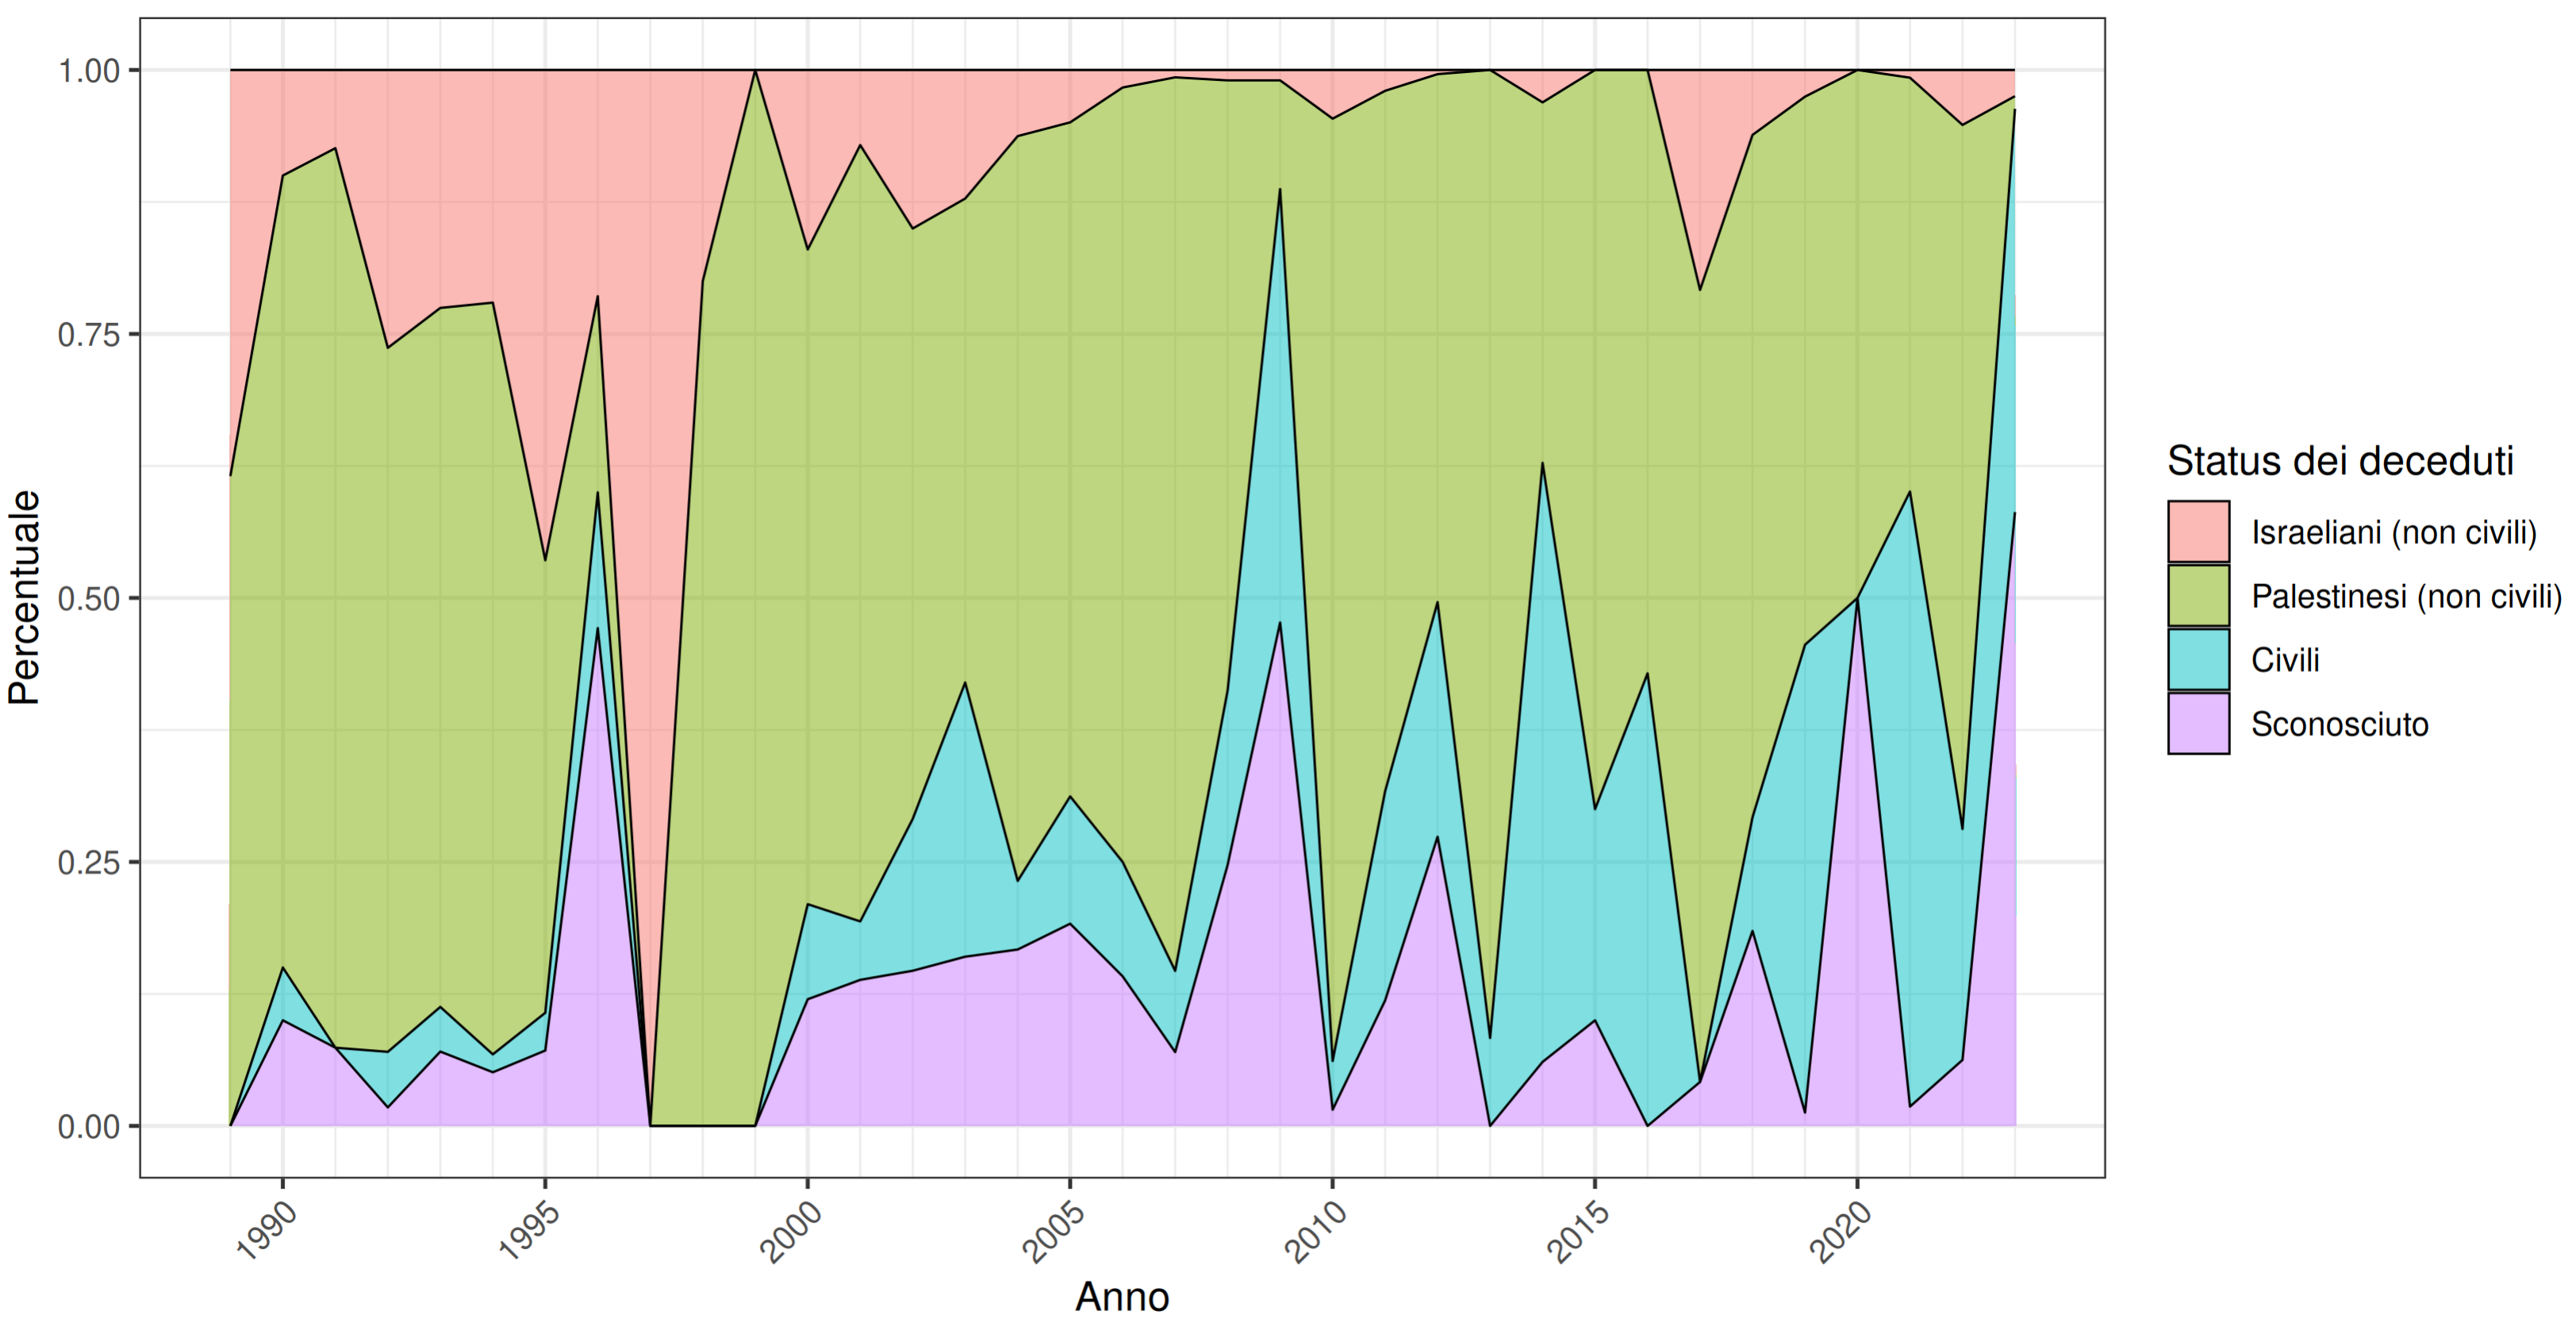 1.00
0.75
0.50
0.25
0.00
Percentuale
1990
1995
2000
2005
2010
2015
2020
Anno
Status dei deceduti
Israeliani (non civili)
Palestinesi (non civili)
Civili
Sconosciuto